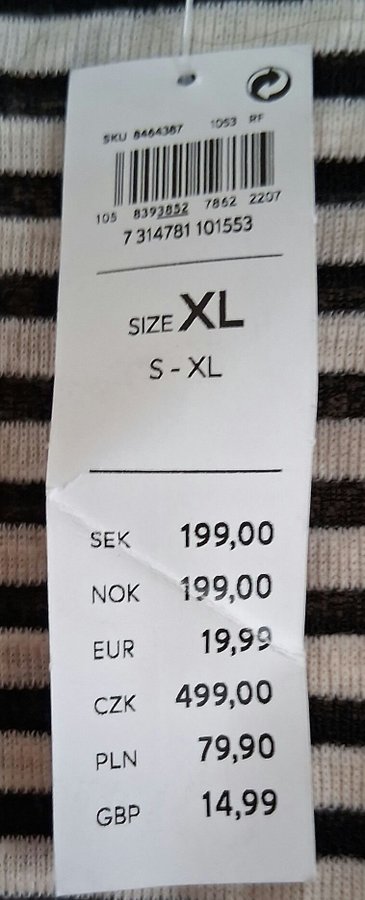 SKU 8464387 1053 RF
105 8393852 7862 2207
7 314781 101553
SIZE XL
S - XL
SEK 199,00
NOK 199,00
EUR 19,99
CZK 499,00
PLN 79,90
GBP 14,99